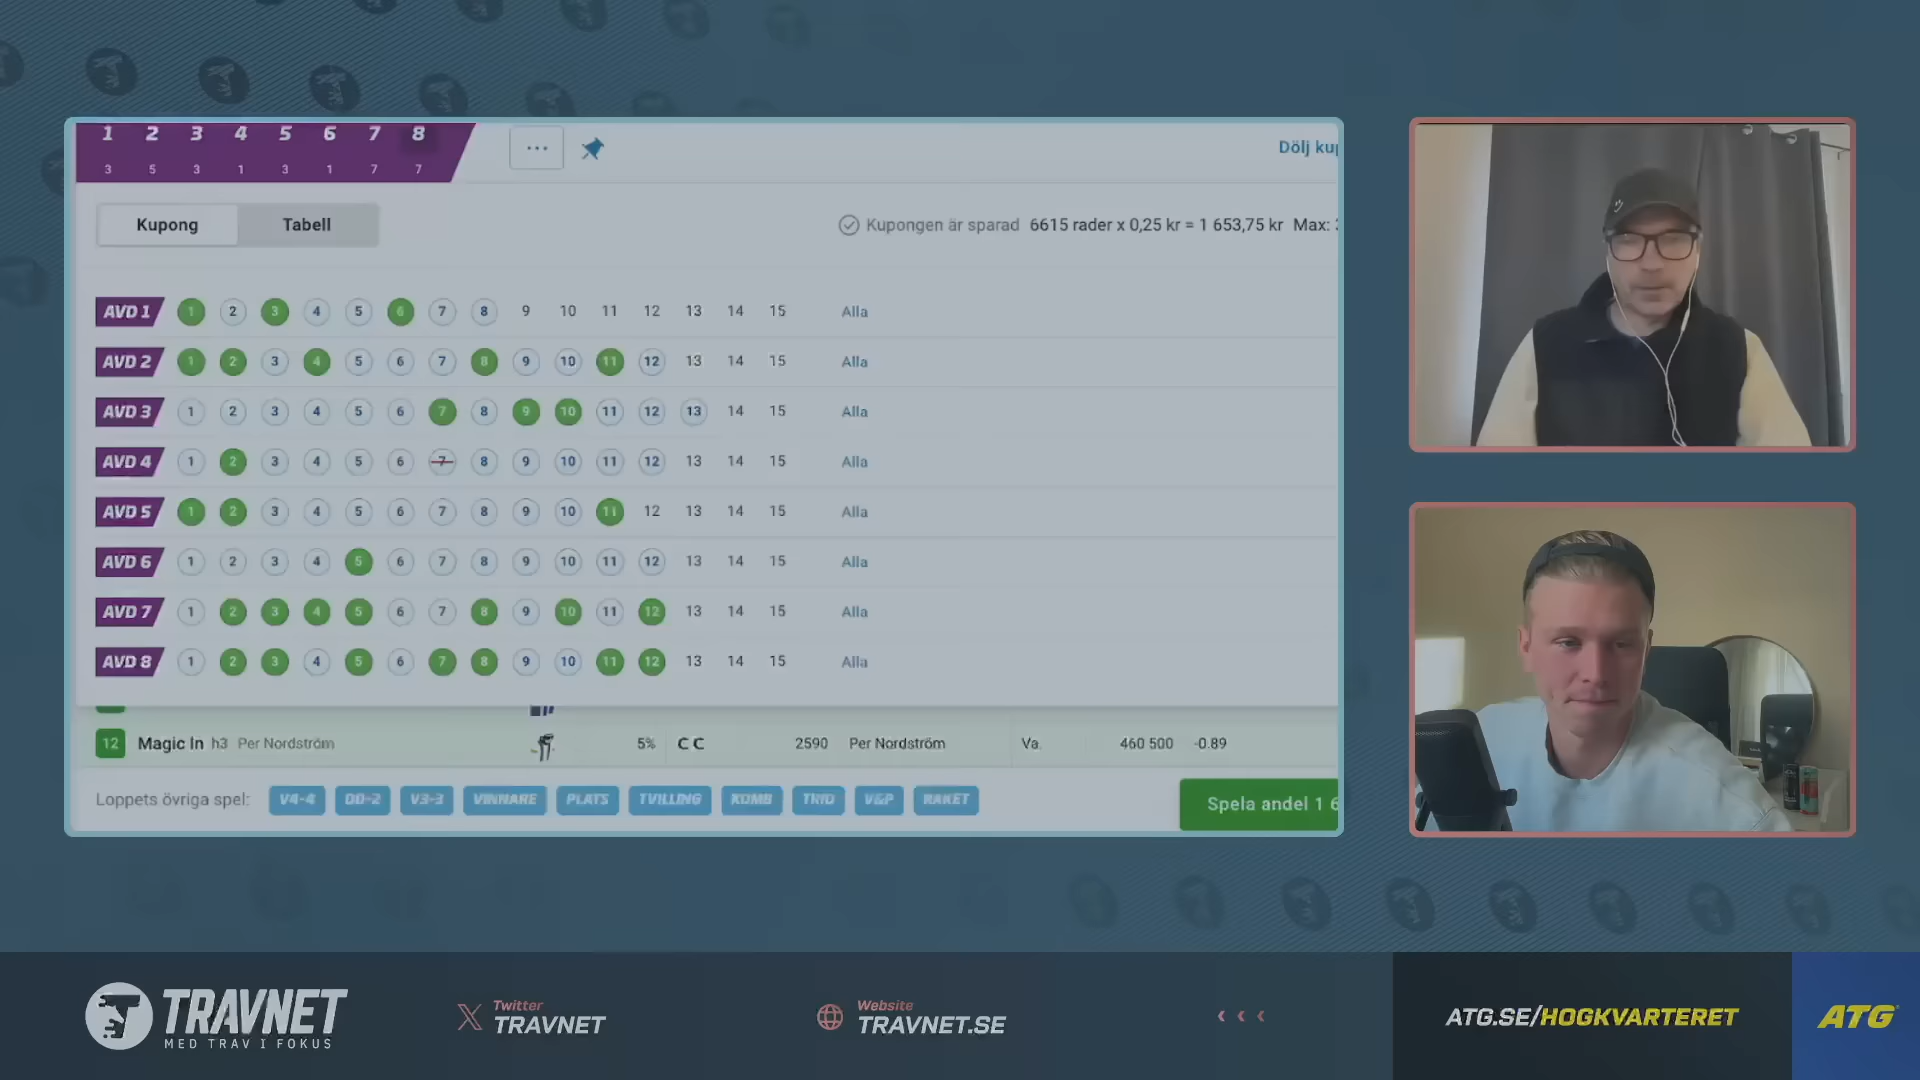 1 2 3 4 5 6 7 8
3 5 3 1 3 1 7 7
... Dölj kup
Kupong Tabell Kupongen är sparad 6615 rader x 0,25 kr = 1 653,75 kr Max:
AVD 1 1 2 3 4 5 6 7 8 9 10 11 12 13 14 15 Alla
AVD 2 1 2 3 4 5 6 7 8 9 10 11 12 13 14 15 Alla
AVD 3 1 2 3 4 5 6 7 8 9 10 11 12 13 14 15 Alla
AVD 4 1 2 3 4 5 6 7 8 9 10 11 12 13 14 15 Alla
AVD 5 1 2 3 4 5 6 7 8 9 10 11 12 13 14 15 Alla
AVD 6 1 2 3 4 5 6 7 8 9 10 11 12 13 14 15 Alla
AVD 7 1 2 3 4 5 6 7 8 9 10 11 12 13 14 15 Alla
AVD 8 1 2 3 4 5 6 7 8 9 10 11 12 13 14 15 Alla
12 Magic In h3 Per Nordström 5% C C 2590 Per Nordström Va. 460 500 -0.89
Loppets övriga spel: V4-4 DD-2 V3-3 VINNARE PLATS TVILLING KOMB TRIO V&P RAKET Spela andel 1 6
TRAVNET
MED TRAV I FOKUS
Twitter
TRAVNET
Website
TRAVNET.SE
ATG.SE/HOGKVARTERET
ATG